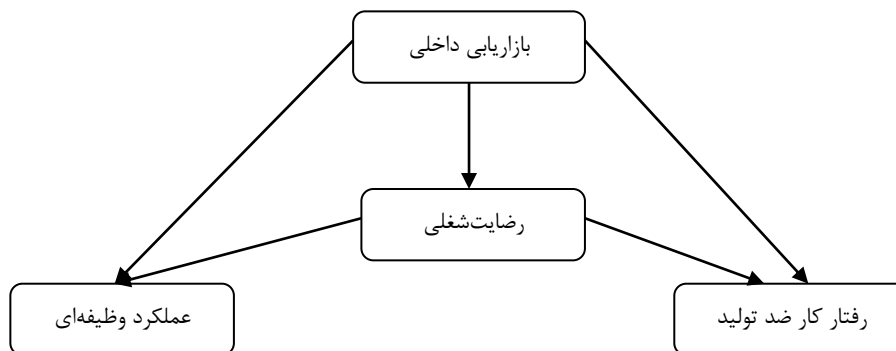 بازاریابی داخلی
رضایت‌شغلی
رفتار کار ضد تولید
عملکرد وظیفه‌ای